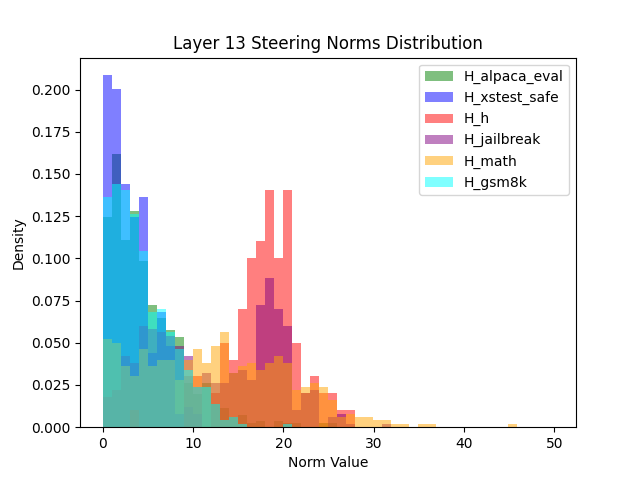 Layer 13 Steering Norms Distribution
H_alpaca_eval
H_xstest_safe
H_h
H_jailbreak
H_math
H_gsm8k
0.200
0.175
0.150
0.125
0.100
0.075
0.050
0.025
0.000
Density
0 10 20 30 40 50
Norm Value